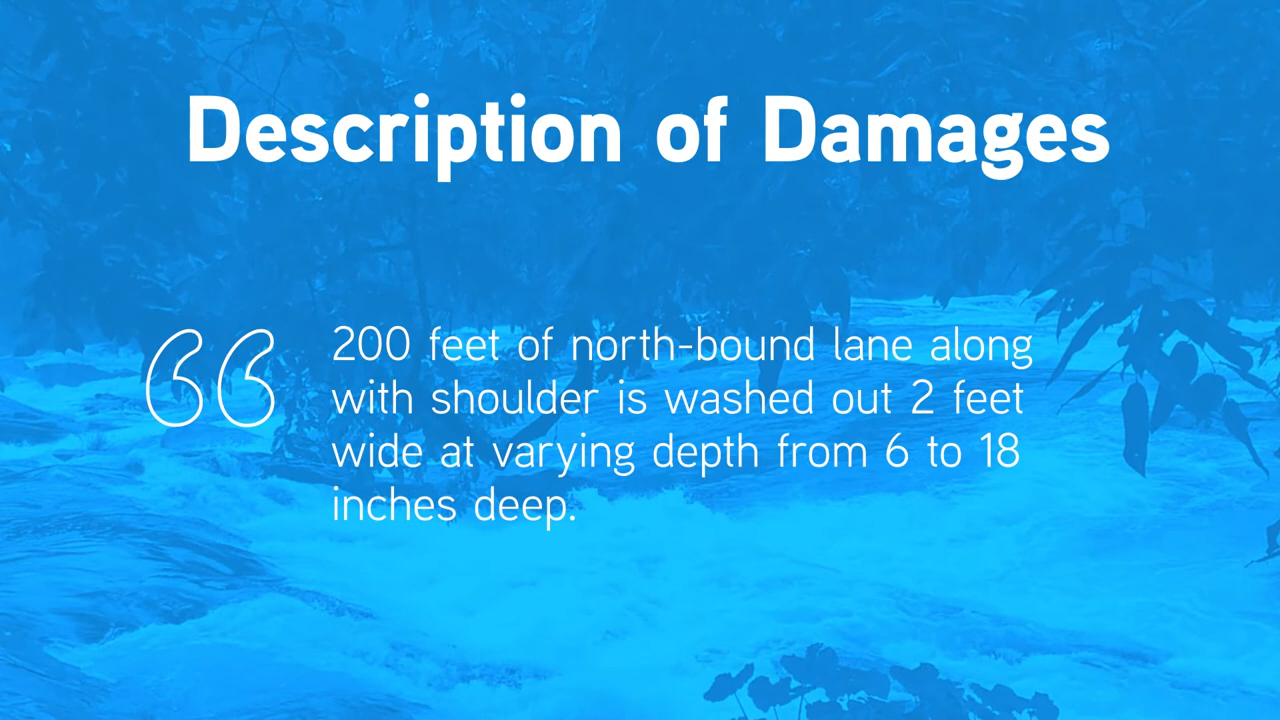 Description of Damages
200 feet of north-bound lane along
with shoulder is washed out 2 feet
wide at varying depth from 6 to 18
inches deep.